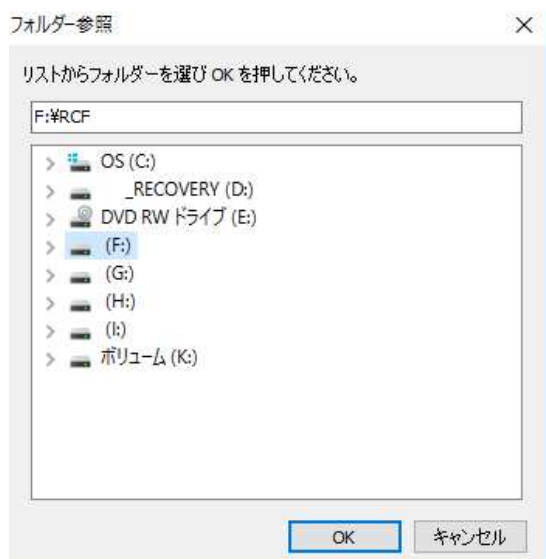 フォルダー参照
リストからフォルダーを選び OK を押してください。
F:¥RCF
OS (C:)
_RECOVERY (D:)
DVD RW ドライブ (E:)
(F:)
(G:)
(H:)
(I:)
ボリューム (K:)
OK キャンセル